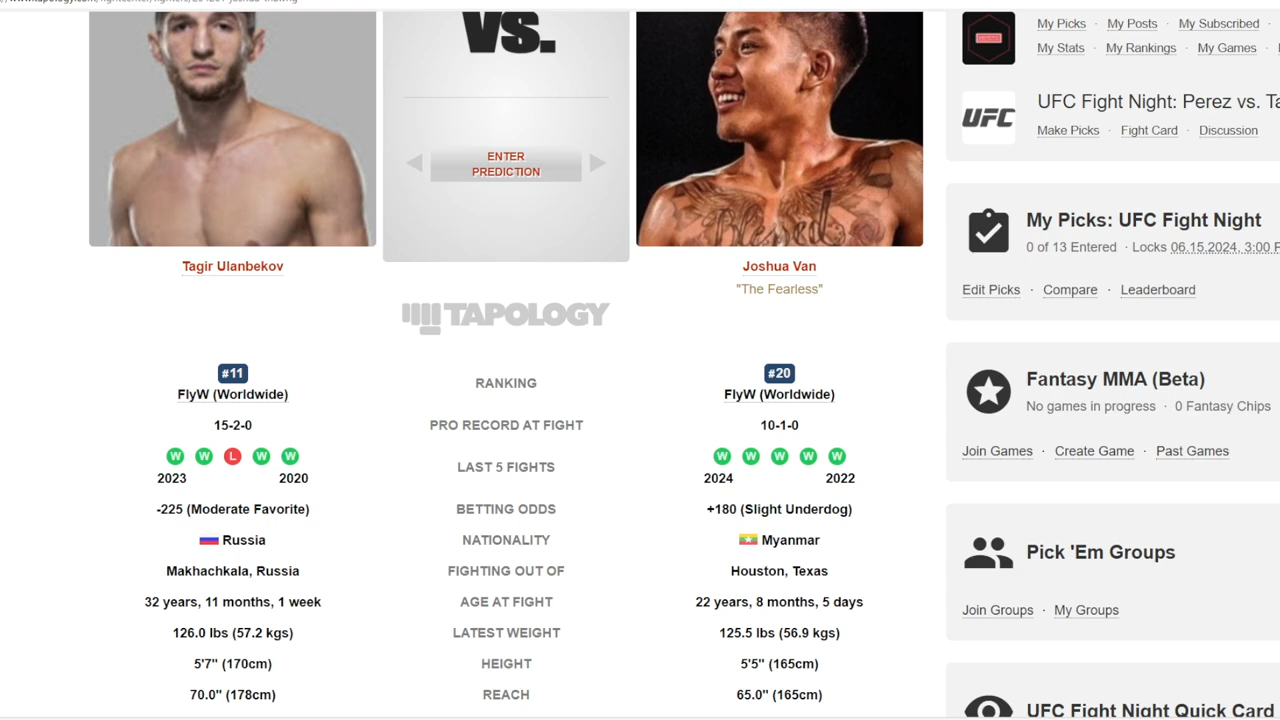 VS.
ENTER
PREDICTION
Blessed
Tagir Ulanbekov
Joshua Van
"The Fearless"
TAPOLOGY
#11
RANKING
#20
FlyW (Worldwide)
FlyW (Worldwide)
15-2-0
PRO RECORD AT FIGHT
10-1-0
W W L W W
LAST 5 FIGHTS
W W W W W
2023 2020
2024 2022
-225 (Moderate Favorite)
BETTING ODDS
+180 (Slight Underdog)
Russia
NATIONALITY
Myanmar
Makhachkala, Russia
FIGHTING OUT OF
Houston, Texas
32 years, 11 months, 1 week
AGE AT FIGHT
22 years, 8 months, 5 days
126.0 lbs (57.2 kgs)
LATEST WEIGHT
125.5 lbs (56.9 kgs)
5'7" (170cm)
HEIGHT
5'5" (165cm)
70.0" (178cm)
REACH
65.0" (165cm)
My Picks · My Posts · My Subscribed ·
My Stats · My Rankings · My Games ·
UFC
UFC Fight Night: Perez vs. Ta
Make Picks · Fight Card · Discussion
My Picks: UFC Fight Night
0 of 13 Entered · Locks 06.15.2024, 3:00 P
Edit Picks · Compare · Leaderboard
Fantasy MMA (Beta)
No games in progress · 0 Fantasy Chips
Join Games · Create Game · Past Games
Pick 'Em Groups
Join Groups · My Groups
UFC Fight Night Quick Card